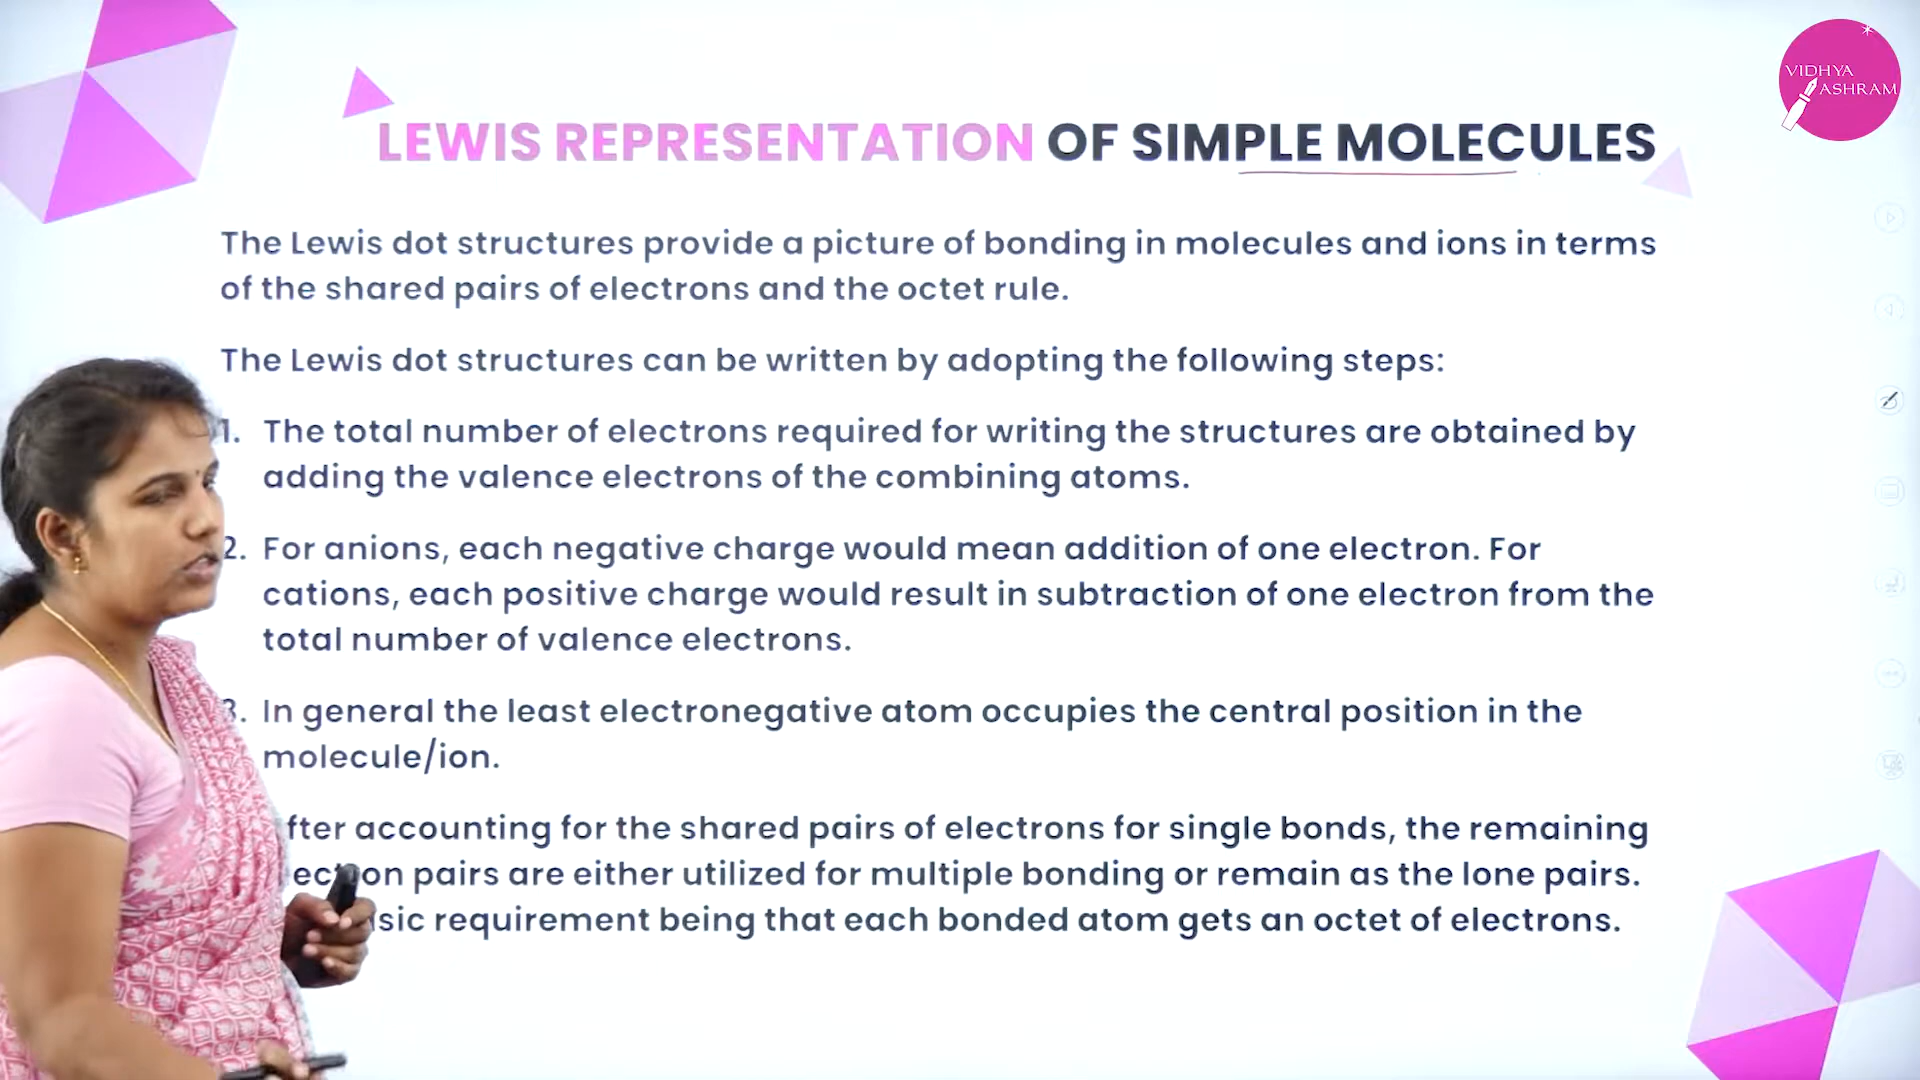 VIDHYA
ASHRAM
LEWIS REPRESENTATION OF SIMPLE MOLECULES
The Lewis dot structures provide a picture of bonding in molecules and ions in terms
of the shared pairs of electrons and the octet rule.
The Lewis dot structures can be written by adopting the following steps:
1. The total number of electrons required for writing the structures are obtained by
adding the valence electrons of the combining atoms.
2. For anions, each negative charge would mean addition of one electron. For
cations, each positive charge would result in subtraction of one electron from the
total number of valence electrons.
3. In general the least electronegative atom occupies the central position in the
molecule/ion.
accounting for the shared pairs of electrons for single bonds, the remaining
pairs are either utilized for multiple bonding or remain as the lone pairs.
requirement being that each bonded atom gets an octet of electrons.